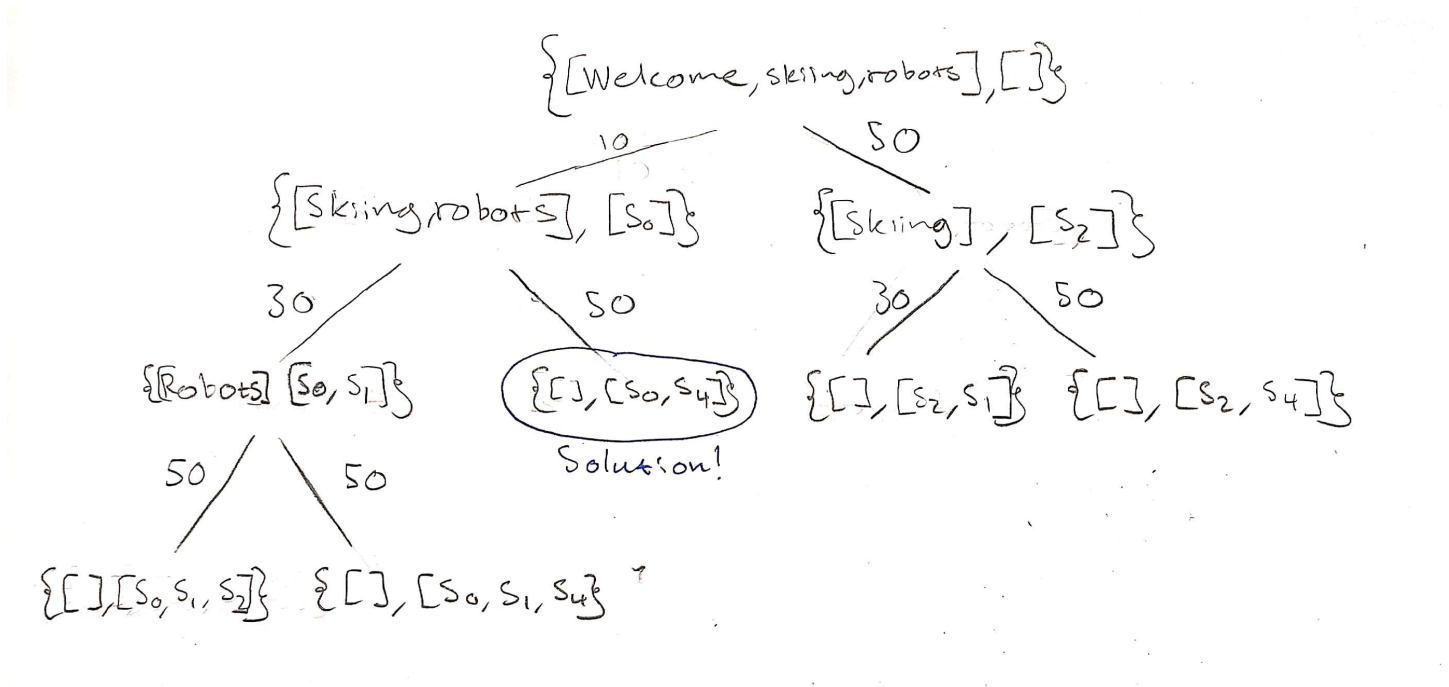 {[Welcome, skiing, robots], []}
10 50
{[Skiing, robots], [S₀]} {[Skiing], [S₂]}
30 50 30 50
{[Robots] [S₀, S₁]} {[], [S₀, S₄]} {[], [S₂, S₁]} {[], [S₂, S₄]}
Solution!
50 50
{[], [S₀, S₁, S₂]} {[], [S₀, S₁, S₄}